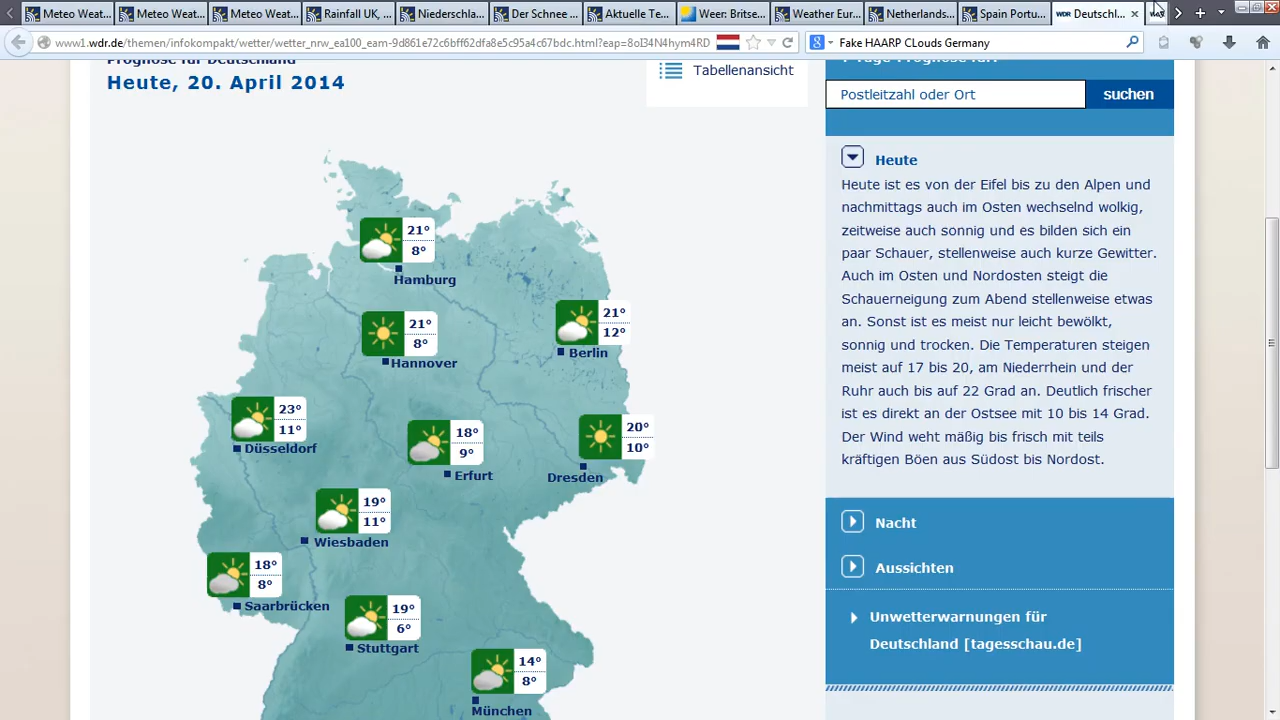 Meteo Weat...
Meteo Weat...
Meteo Weat...
Rainfall UK, ...
Niederschla...
Der Schnee ...
Aktuelle Te...
Weer: Britse...
Weather Eur...
Netherlands...
Spain Portu...
WDR Deutschl...
www1.wdr.de/themen/infokompakt/wetter/wetter_nrw_ea100_eam-9d861e72c6bff62dfa8e5c95a4c67bdc.html?eap=8oI34N4hym4RD
Fake HAARP CLouds Germany
Prognose für Deutschland
Heute, 20. April 2014
Tabellenansicht
7-Tage-Prognose für:
Postleitzahl oder Ort
suchen
Heute
Heute ist es von der Eifel bis zu den Alpen und
nachmittags auch im Osten wechselnd wolkig,
zeitweise auch sonnig und es bilden sich ein
paar Schauer, stellenweise auch kurze Gewitter.
Auch im Osten und Nordosten steigt die
Schauerneigung zum Abend stellenweise etwas
an. Sonst ist es meist nur leicht bewölkt,
sonnig und trocken. Die Temperaturen steigen
meist auf 17 bis 20, am Niederrhein und der
Ruhr auch bis auf 22 Grad an. Deutlich frischer
ist es direkt an der Ostsee mit 10 bis 14 Grad.
Der Wind weht mäßig bis frisch mit teils
kräftigen Böen aus Südost bis Nordost.
Nacht
Aussichten
Unwetterwarnungen für
Deutschland [tagesschau.de]
21°
8°
Hamburg
21°
8°
Hannover
21°
12°
Berlin
23°
11°
Düsseldorf
18°
9°
Erfurt
20°
10°
Dresden
19°
11°
Wiesbaden
18°
8°
Saarbrücken
19°
6°
Stuttgart
14°
8°
München